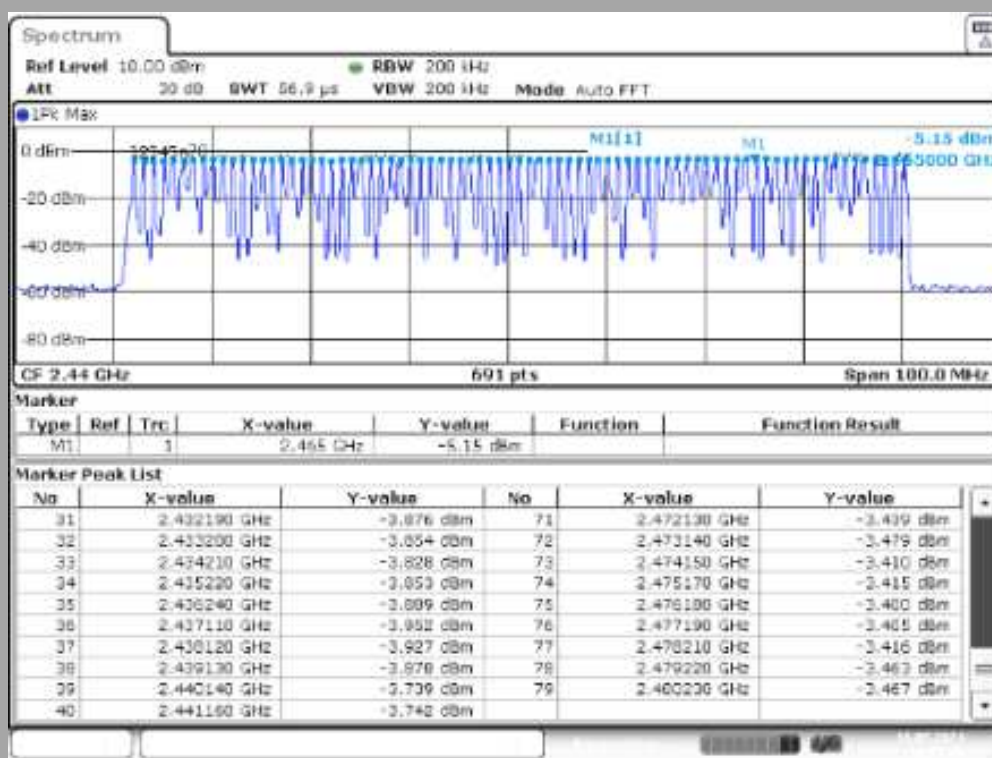 Spectrum
Ref Level 10.00 dBm RBW 200 kHz
Att 30 dB SWT 56.9 µs VBW 200 kHz Mode Auto FFT
1Pk Max
M1[1] -5.15 dBm
0 dBm M1
-20 dBm
-40 dBm
-60 dBm
-80 dBm
CF 2.44 GHz 691 pts Span 100.0 MHz
Marker
Type Ref Trc X-value Y-value Function Function Result
M1 1 2.465 GHz -5.15 dBm
Marker Peak List
No X-value Y-value No X-value Y-value
31 2.432190 GHz -3.876 dBm 71 2.472130 GHz -3.439 dBm
32 2.433200 GHz -3.854 dBm 72 2.473140 GHz -3.479 dBm
33 2.434210 GHz -3.828 dBm 73 2.474150 GHz -3.410 dBm
34 2.435220 GHz -3.853 dBm 74 2.475170 GHz -3.415 dBm
35 2.436240 GHz -3.889 dBm 75 2.476180 GHz -3.400 dBm
36 2.437110 GHz -3.952 dBm 76 2.477190 GHz -3.405 dBm
37 2.438120 GHz -3.927 dBm 77 2.478210 GHz -3.416 dBm
38 2.439130 GHz -3.878 dBm 78 2.479220 GHz -3.463 dBm
39 2.440140 GHz -3.739 dBm 79 2.480230 GHz -3.467 dBm
40 2.441160 GHz -3.742 dBm